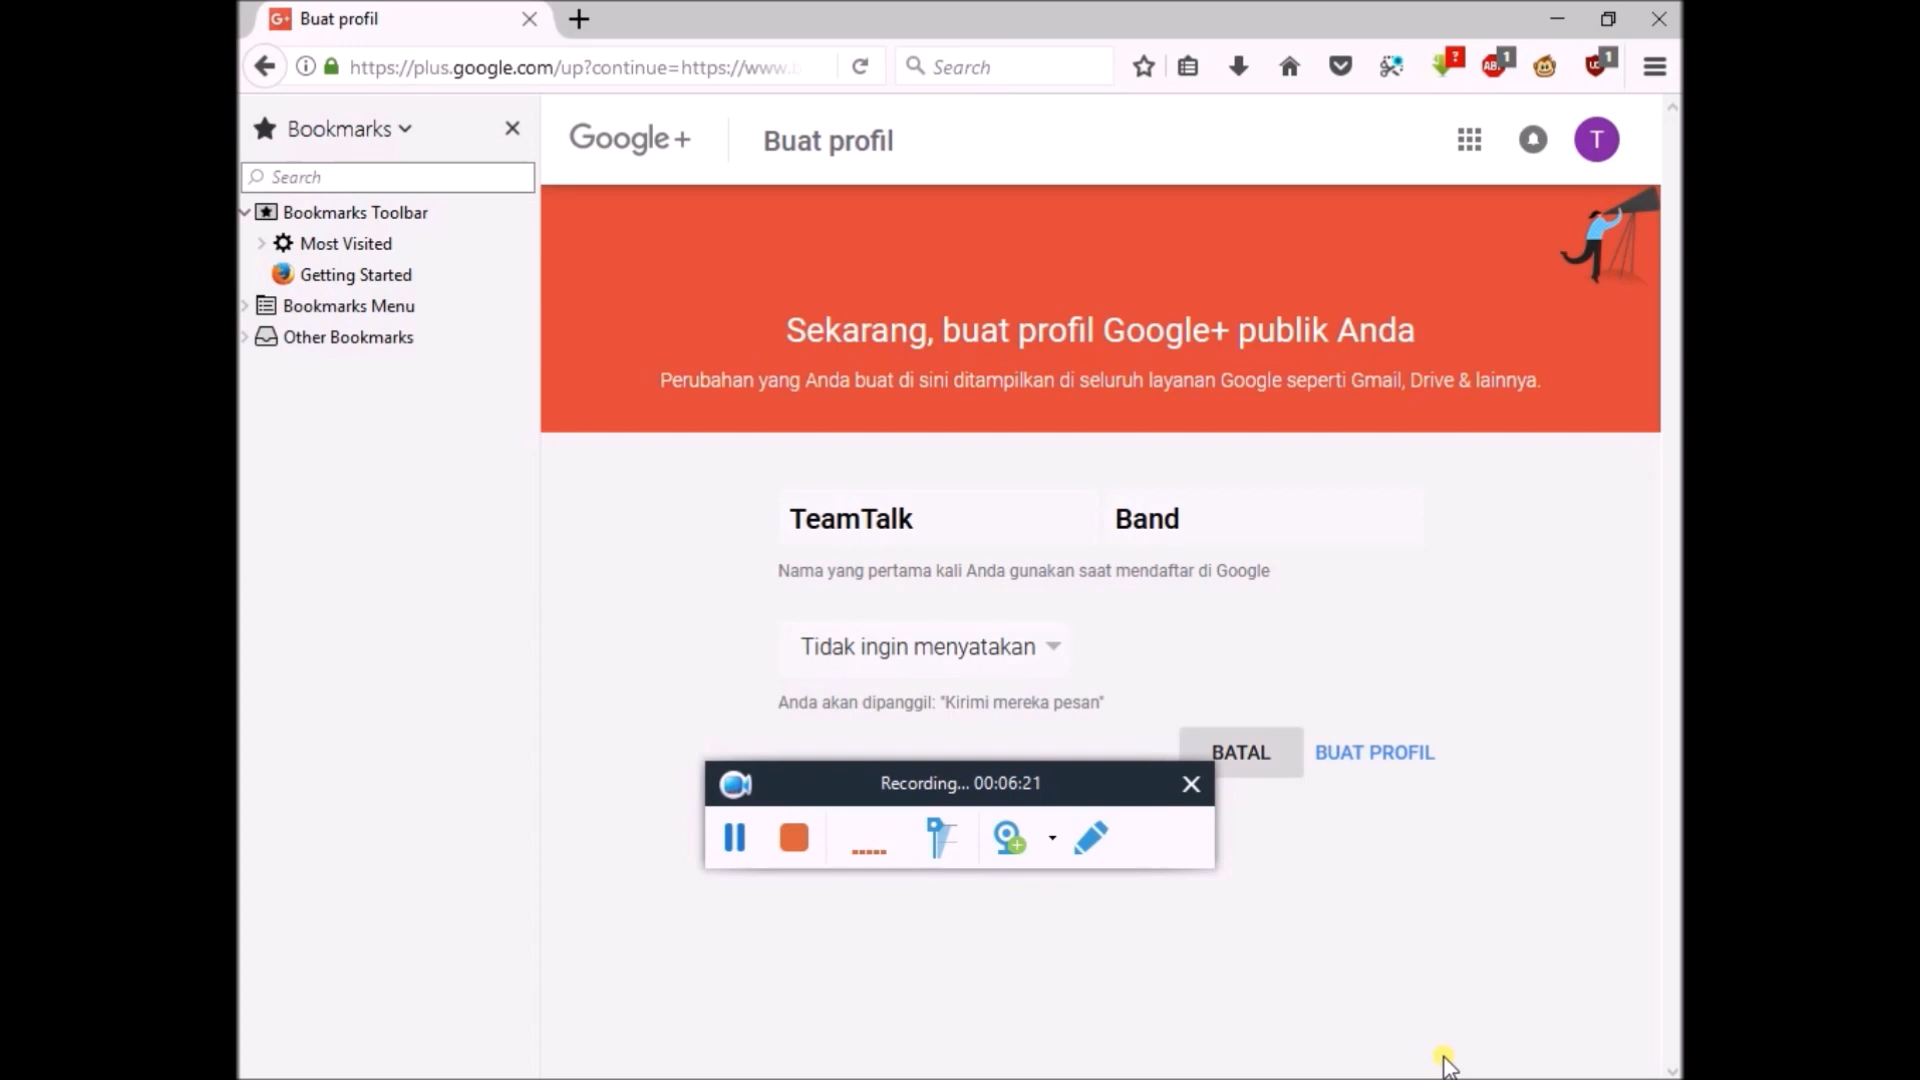 G+ Buat profil
https://plus.google.com/up?continue=https://www.b
Search
? ABP 1 1
Bookmarks
Google+
Buat profil
T
Search
Bookmarks Toolbar
Most Visited
Getting Started
Bookmarks Menu
Other Bookmarks
Sekarang, buat profil Google+ publik Anda
Perubahan yang Anda buat di sini ditampilkan di seluruh layanan Google seperti Gmail, Drive & lainnya.
TeamTalk
Band
Nama yang pertama kali Anda gunakan saat mendaftar di Google
Tidak ingin menyatakan
Anda akan dipanggil: "Kirimi mereka pesan"
BATAL
BUAT PROFIL
Recording... 00:06:21